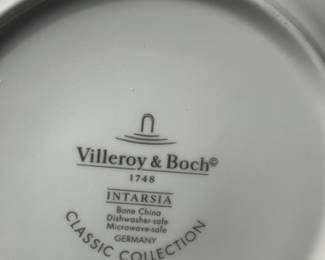 Villeroy & Boch©
1748
INTARSIA
Bone China
Dishwasher-safe
Microwave-safe
GERMANY
CLASSIC COLLECTION